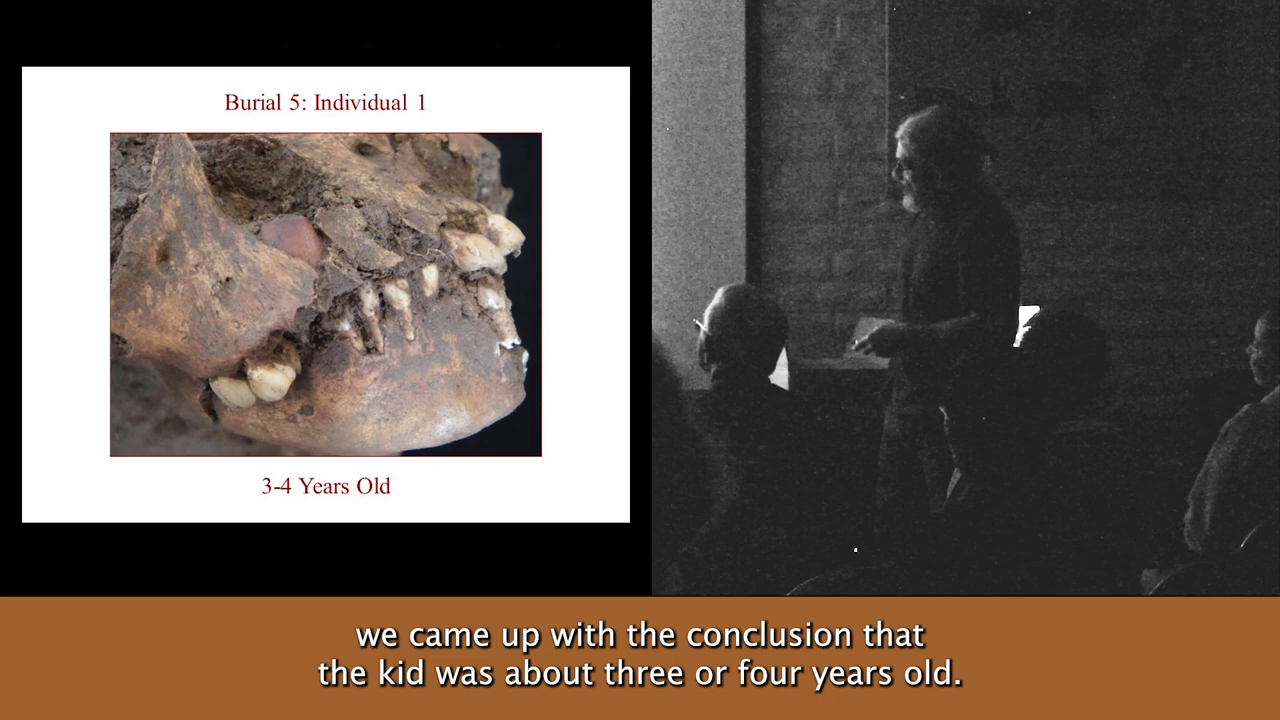 Burial 5: Individual 1
3-4 Years Old
we came up with the conclusion that
the kid was about three or four years old.